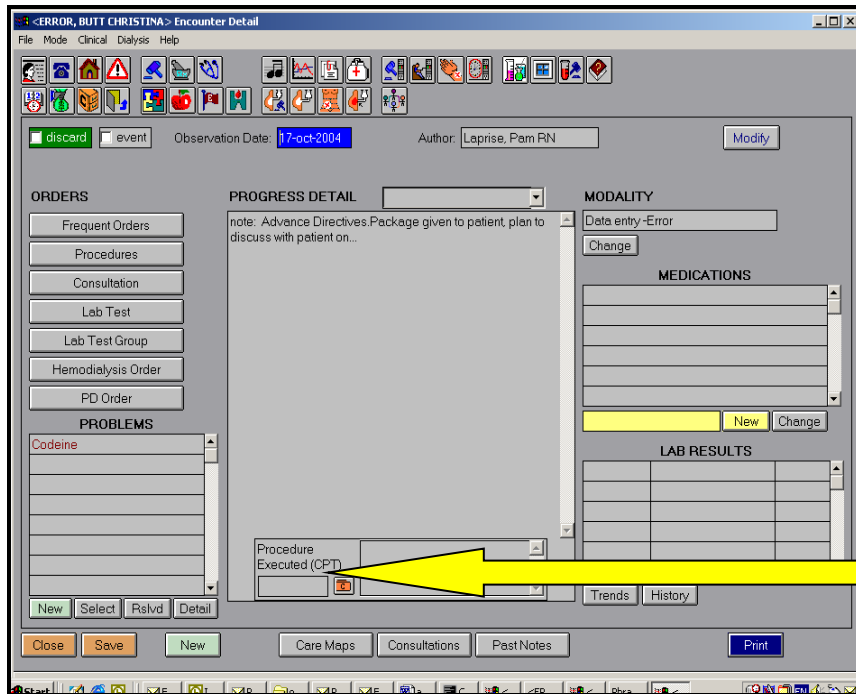 <ERROR, BUTT CHRISTINA> Encounter Detail
File Mode Clinical Dialysis Help
discard event Observation Date: 17-oct-2004 Author: Laprise, Pam RN Modify
ORDERS
Frequent Orders
Procedures
Consultation
Lab Test
Lab Test Group
Hemodialysis Order
PD Order
PROBLEMS
Codeine
New Select Rslvd Detail
PROGRESS DETAIL
note: Advance Directives.Package given to patient, plan to
discuss with patient on...
Procedure
Executed (CPT)
MODALITY
Data entry -Error
Change
MEDICATIONS
New Change
LAB RESULTS
Trends History
Close Save New Care Maps Consultations Past Notes Print
Start